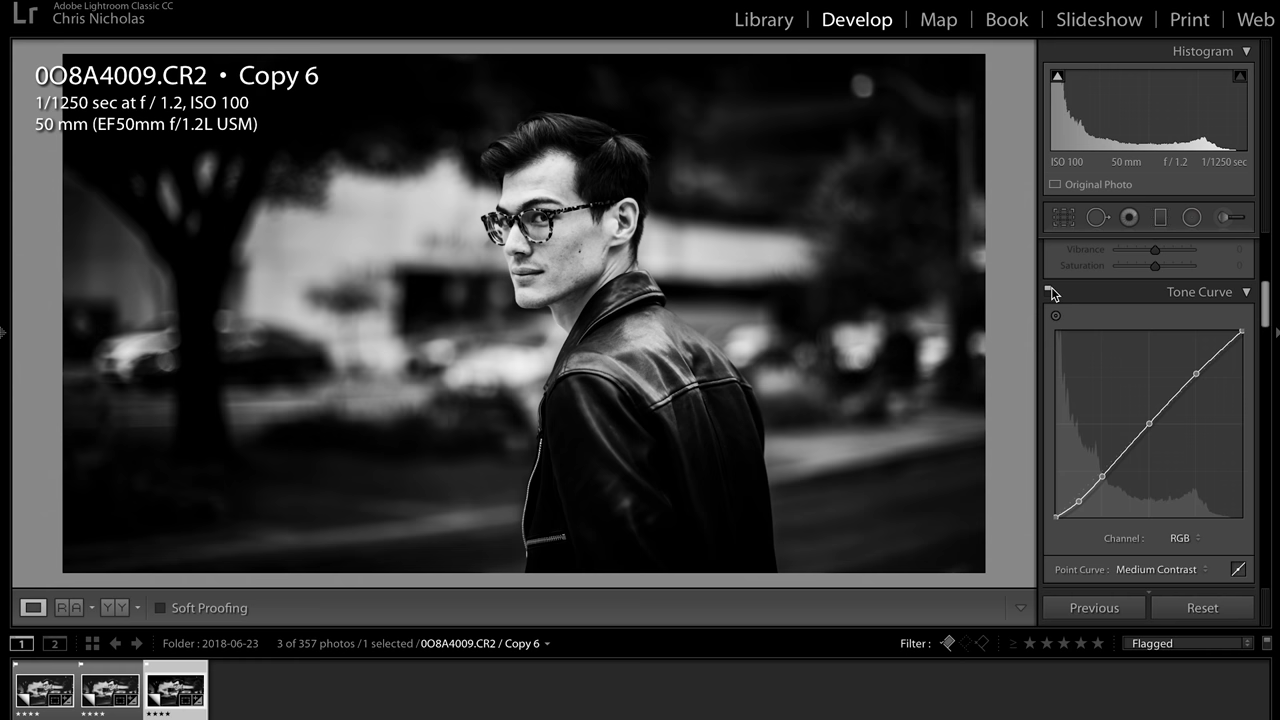 Lr Adobe Lightroom Classic CC
Chris Nicholas
Library | Develop | Map | Book | Slideshow | Print | Web
0O8A4009.CR2 • Copy 6
1/1250 sec at f / 1.2, ISO 100
50 mm (EF50mm f/1.2L USM)
Histogram
ISO 100 50 mm f / 1.2 1/1250 sec
Original Photo
Vibrance 0
Saturation 0
Tone Curve
Channel : RGB
Point Curve : Medium Contrast
Previous Reset
R A Y Y Soft Proofing
1 2 Folder : 2018-06-23 3 of 357 photos / 1 selected / 0O8A4009.CR2 / Copy 6 Filter : ≥ ★★★★★ Flagged
★★★★ ★★★★ ★★★★